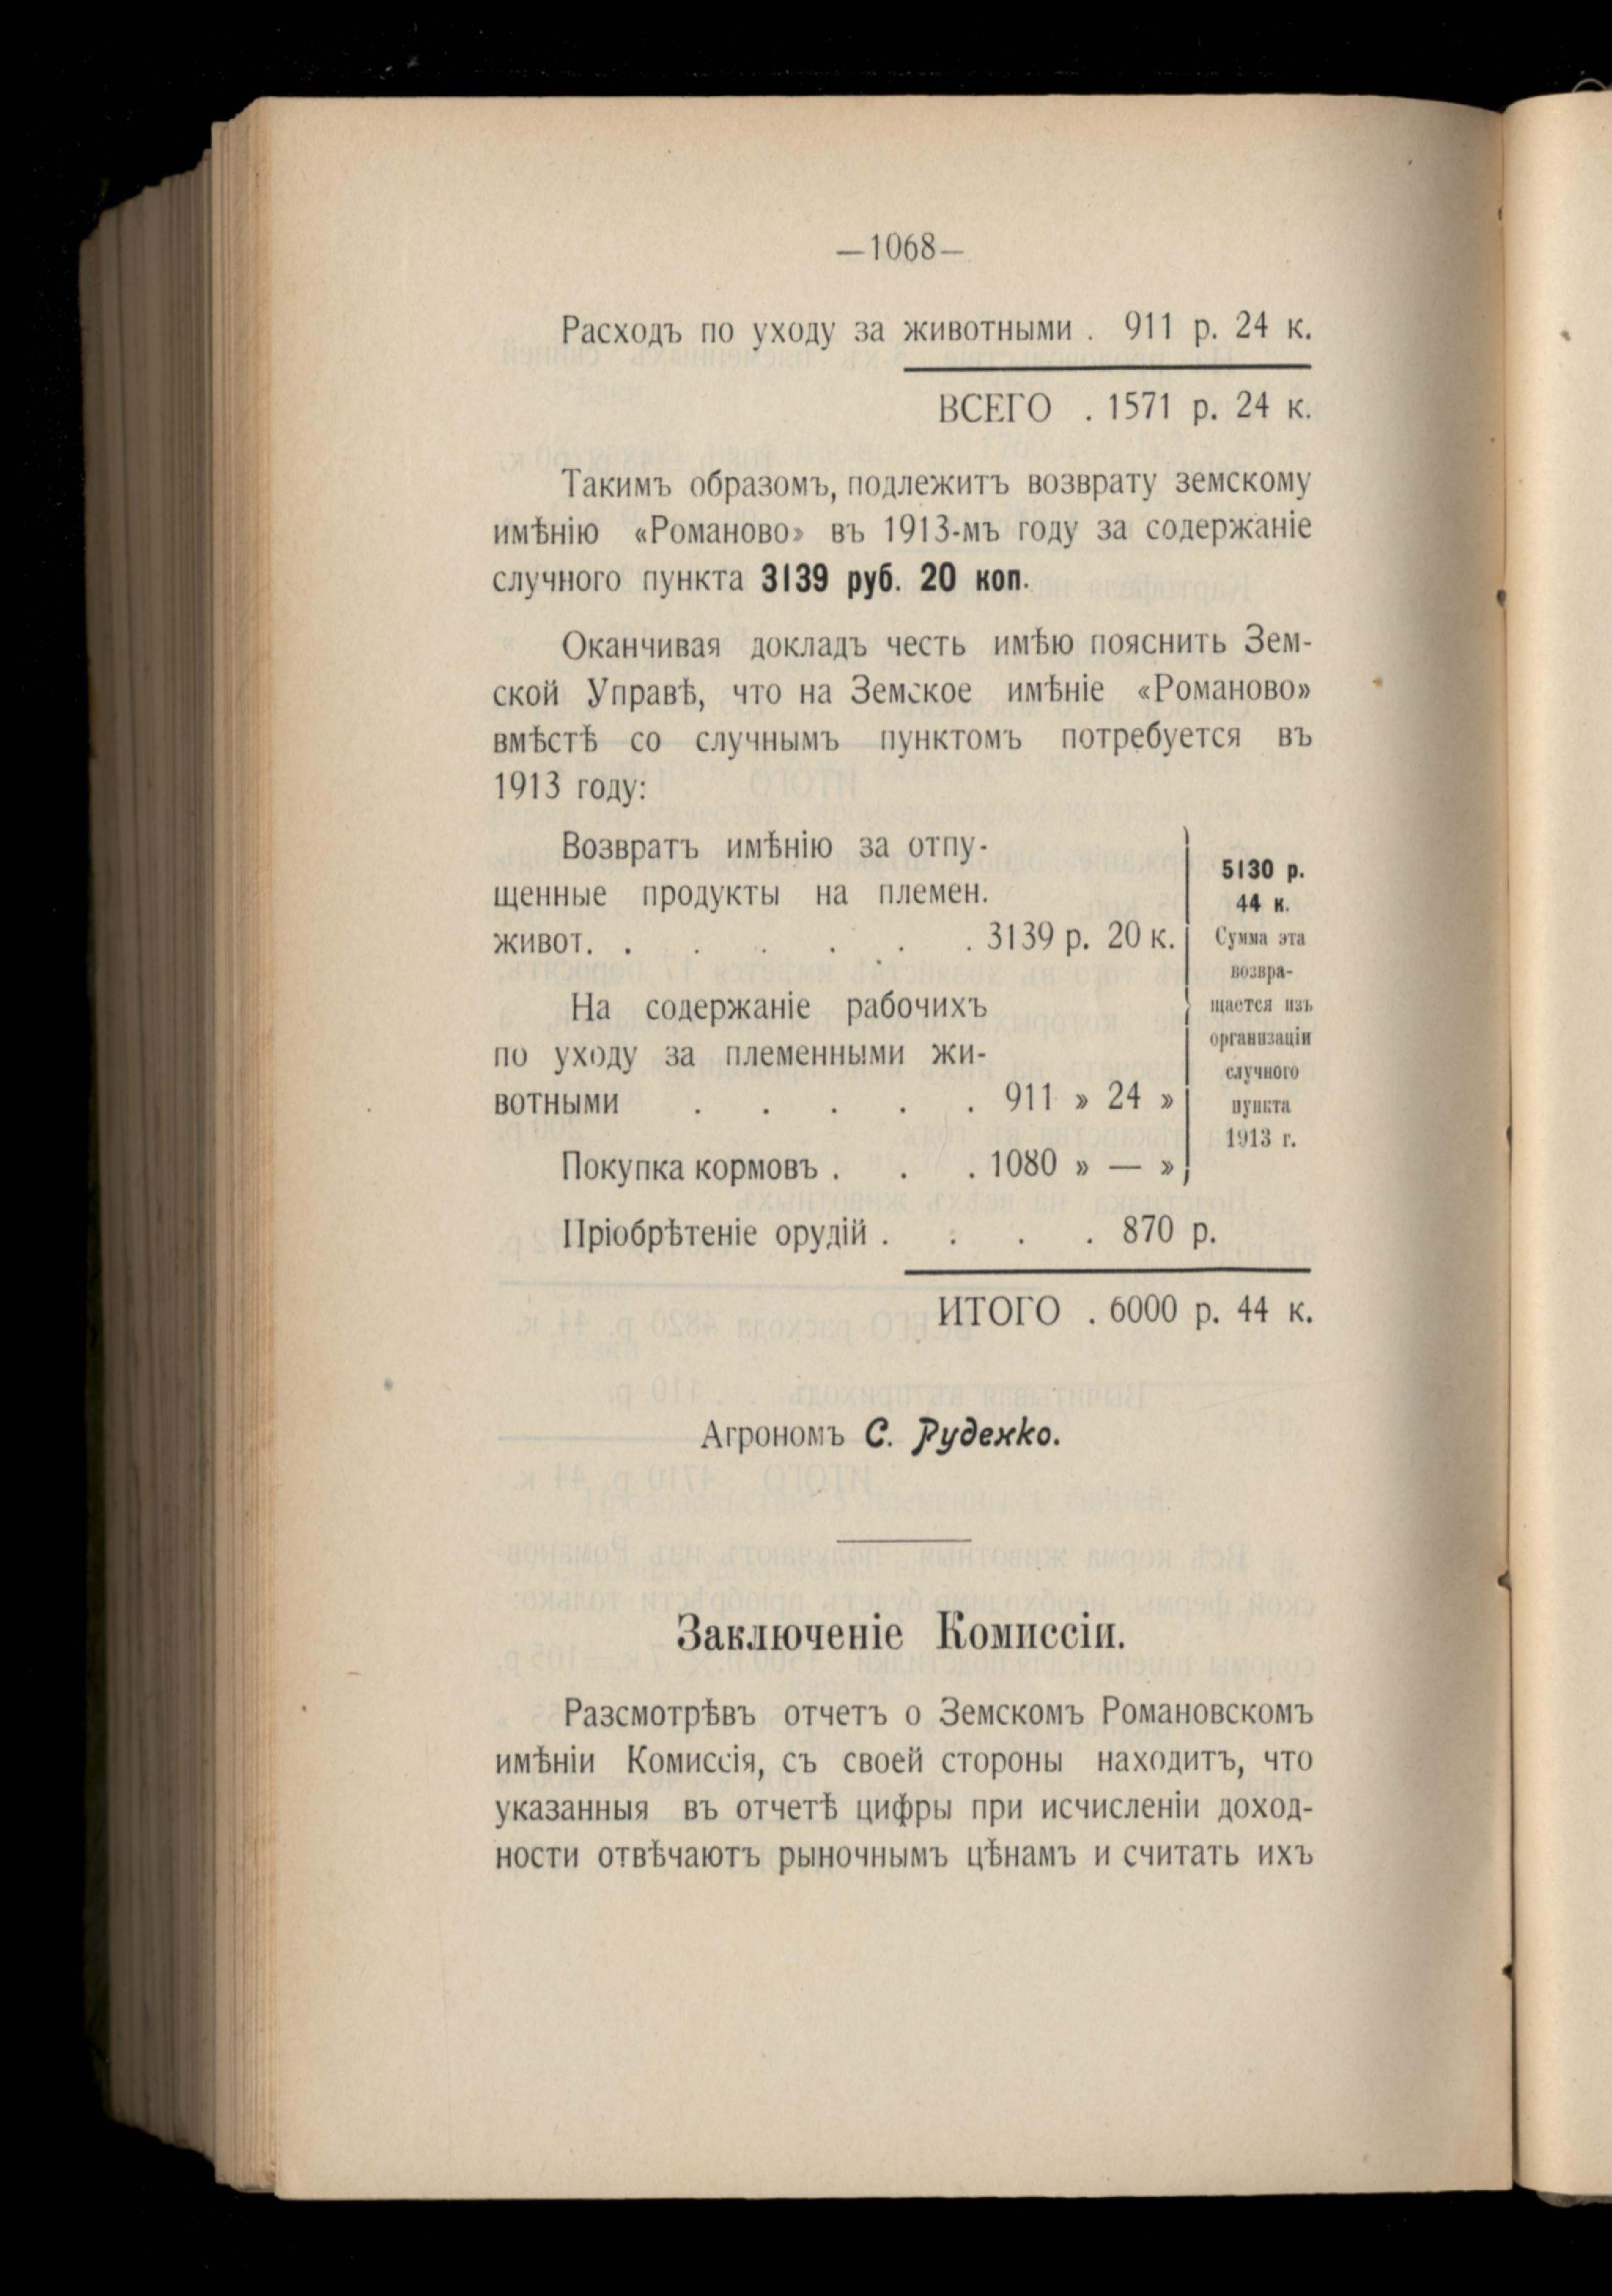 —1068—
Расходъ по уходу за животными . 911 р. 24 к.
ВСЕГО . 1571 р. 24 к.
Такимъ образомъ, подлежитъ возврату земскому
имѣнію «Романово» въ 1913-мъ году за содержаніе
случного пункта 3139 руб. 20 коп.
Оканчивая докладъ честь имѣю пояснить Зем-
ской Управѣ, что на Земское имѣніе «Романово»
вмѣстѣ со случнымъ пунктомъ потребуется въ
1913 году:
Возвратъ имѣнію за отпу-
щенные продукты на племен.
живот. . . . . . . 3139 р. 20 к.
На содержаніе рабочихъ
по уходу за племенными жи-
вотными . . . . . 911 » 24 »
Покупка кормовъ . . . 1080 » — »
5130 р.
44 к.
Сумма эта
возвра-
щается изъ
организаціи
случного
пункта
1913 г.
Пріобрѣтеніе орудій . . . . 870 р.
ИТОГО . 6000 р. 44 к.
Агрономъ С. Руденко.
Заключеніе Комиссіи.
Разсмотрѣвъ отчетъ о Земскомъ Романовскомъ
имѣніи Комиссія, съ своей стороны находитъ, что
указанныя въ отчетѣ цифры при исчисленіи доход-
ности отвѣчаютъ рыночнымъ цѣнамъ и считать ихъ